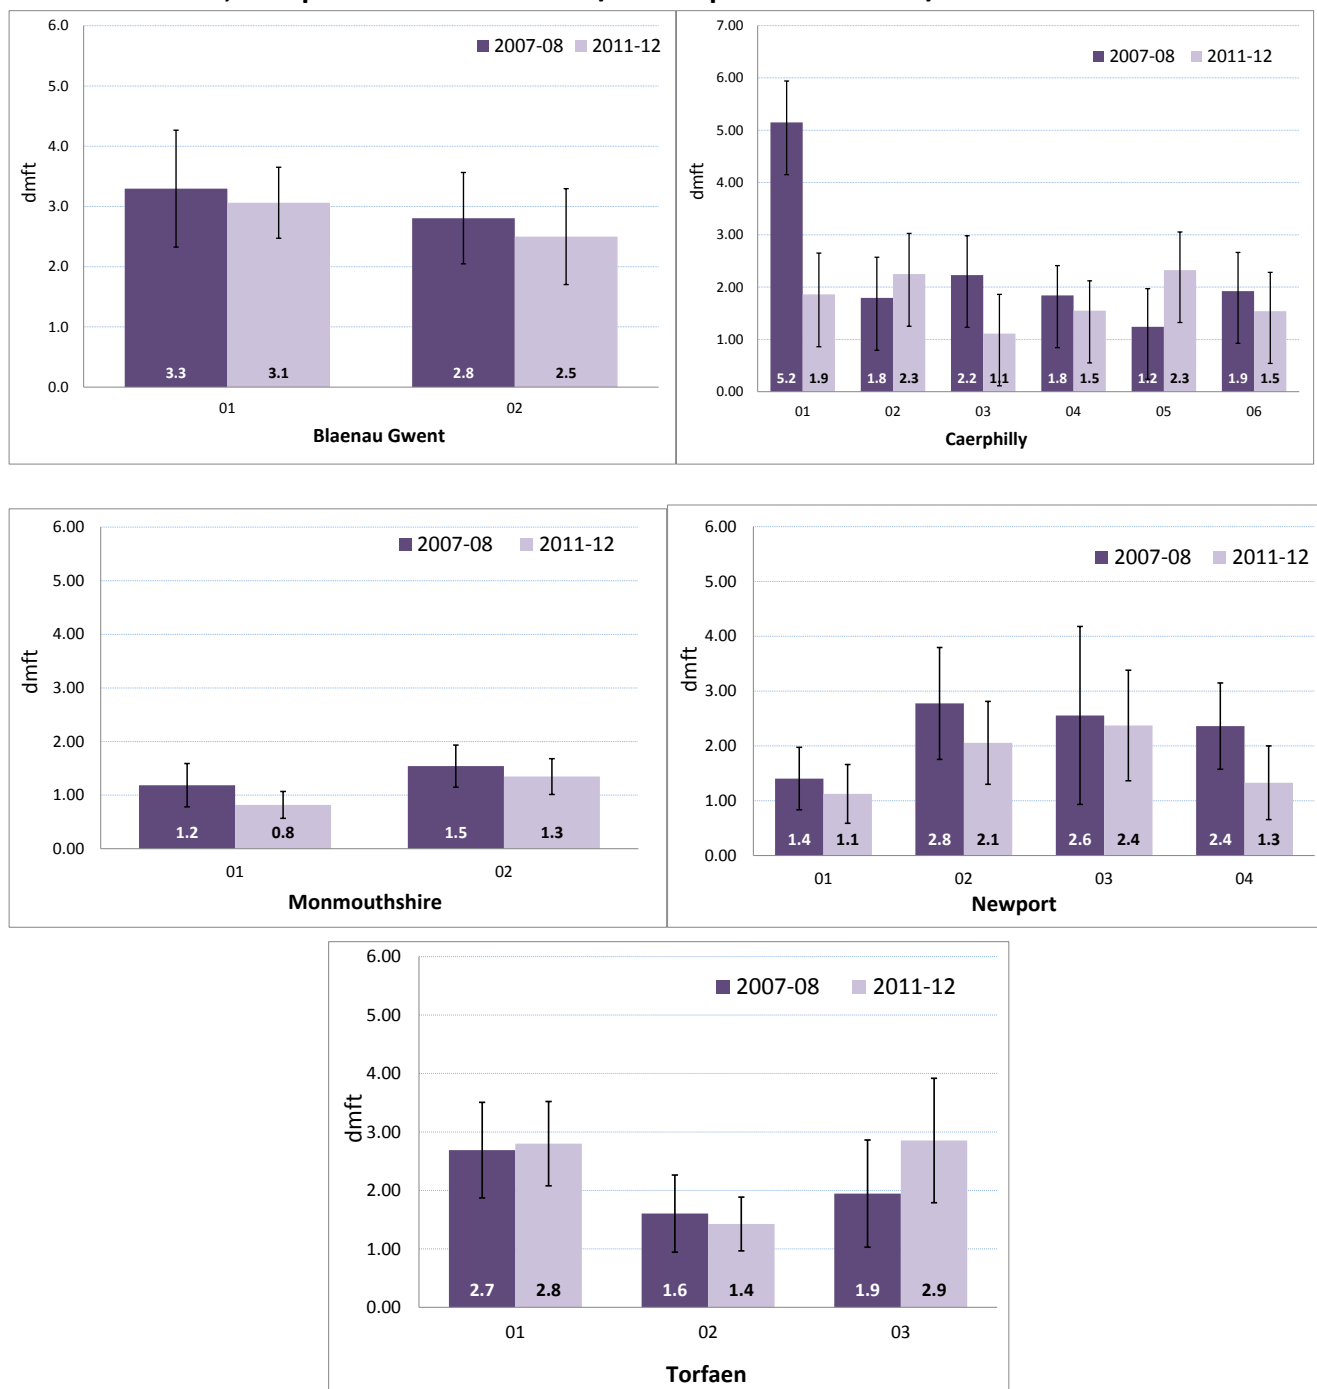 6.0
5.0
4.0
3.0
2.0
1.0
0.0
dmft
2007-08 2011-12
3.3 3.1 2.8 2.5
01 02
Blaenau Gwent
7.00
6.00
5.00
4.00
3.00
2.00
1.00
0.00
dmft
2007-08 2011-12
5.2 1.9 1.8 2.3 2.2 1.1 1.8 1.5 1.2 2.3 1.9 1.5
01 02 03 04 05 06
Caerphilly
6.00
5.00
4.00
3.00
2.00
1.00
0.00
dmft
2007-08 2011-12
1.2 0.8 1.5 1.3
01 02
Monmouthshire
6.00
5.00
4.00
3.00
2.00
1.00
0.00
dmft
2007-08 2011-12
1.4 1.1 2.8 2.1 2.6 2.4 2.4 1.3
01 02 03 04
Newport
6.00
5.00
4.00
3.00
2.00
1.00
0.00
dmft
2007-08 2011-12
2.7 2.8 1.6 1.4 1.9 2.9
01 02 03
Torfaen